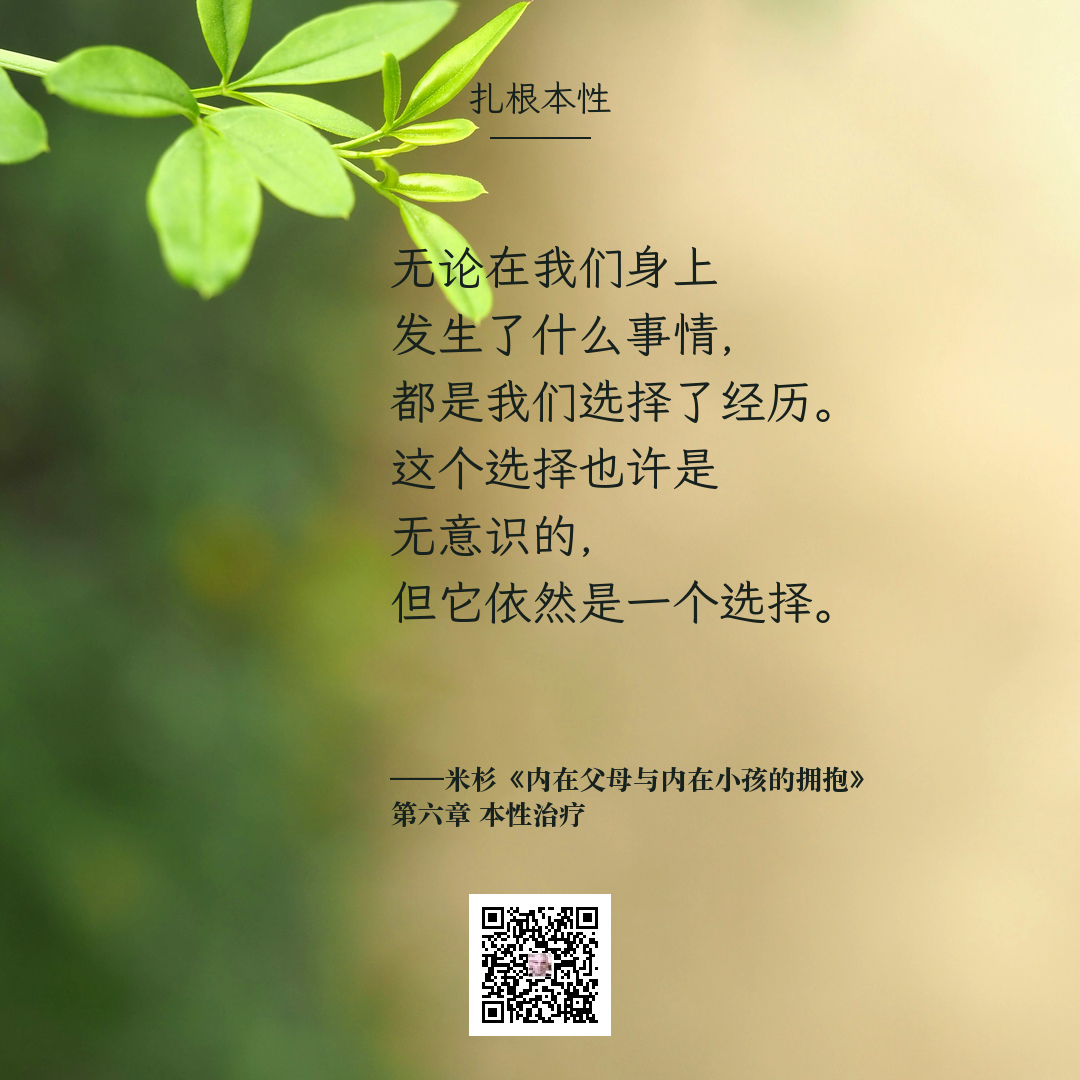 扎根本性
无论在我们身上
发生了什么事情，
都是我们选择了经历。
这个选择也许是
无意识的，
但它依然是一个选择。
——米杉《内在父母与内在小孩的拥抱》
第六章 本性治疗